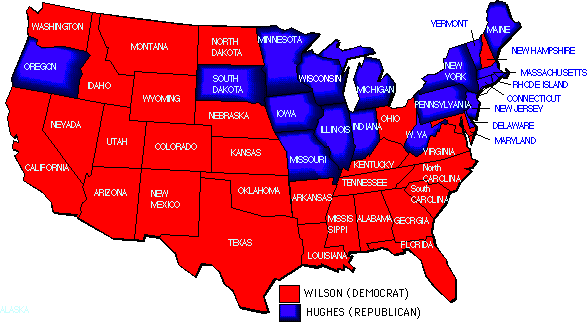 VERMONT
MAINE
WASHINGTON
MONTANA
NORTH
DAKOTA
MINNESOTA
NEW HAMPSHIRE
OREGON
IDAHO
SOUTH
DAKOTA
WISCONSIN
MICHIGAN
NEW
YORK
MASSACHUSETTS
RHODE ISLAND
CONNECTICUT
NEW JERSEY
WYOMING
NEBRASKA
IOWA
PENNSYLVANIA
ILLINOIS
INDIANA
OHIO
DELAWARE
MARYLAND
NEVADA
UTAH
COLORADO
KANSAS
MISSOURI
W. VA
VIRGINIA
KENTUCKY
CALIFORNIA
ARIZONA
NEW
MEXICO
OKLAHOMA
ARKANSAS
TENNESSEE
North
CARCLINA
South
CARCLINA
TEXAS
LOUISIANA
MISSIS
SIPPI
ALABAMA
GEORGIA
FLORIDA
WILSON (DEMOCRAT)
HUGHES (REPUBLICAN)
ALASKA